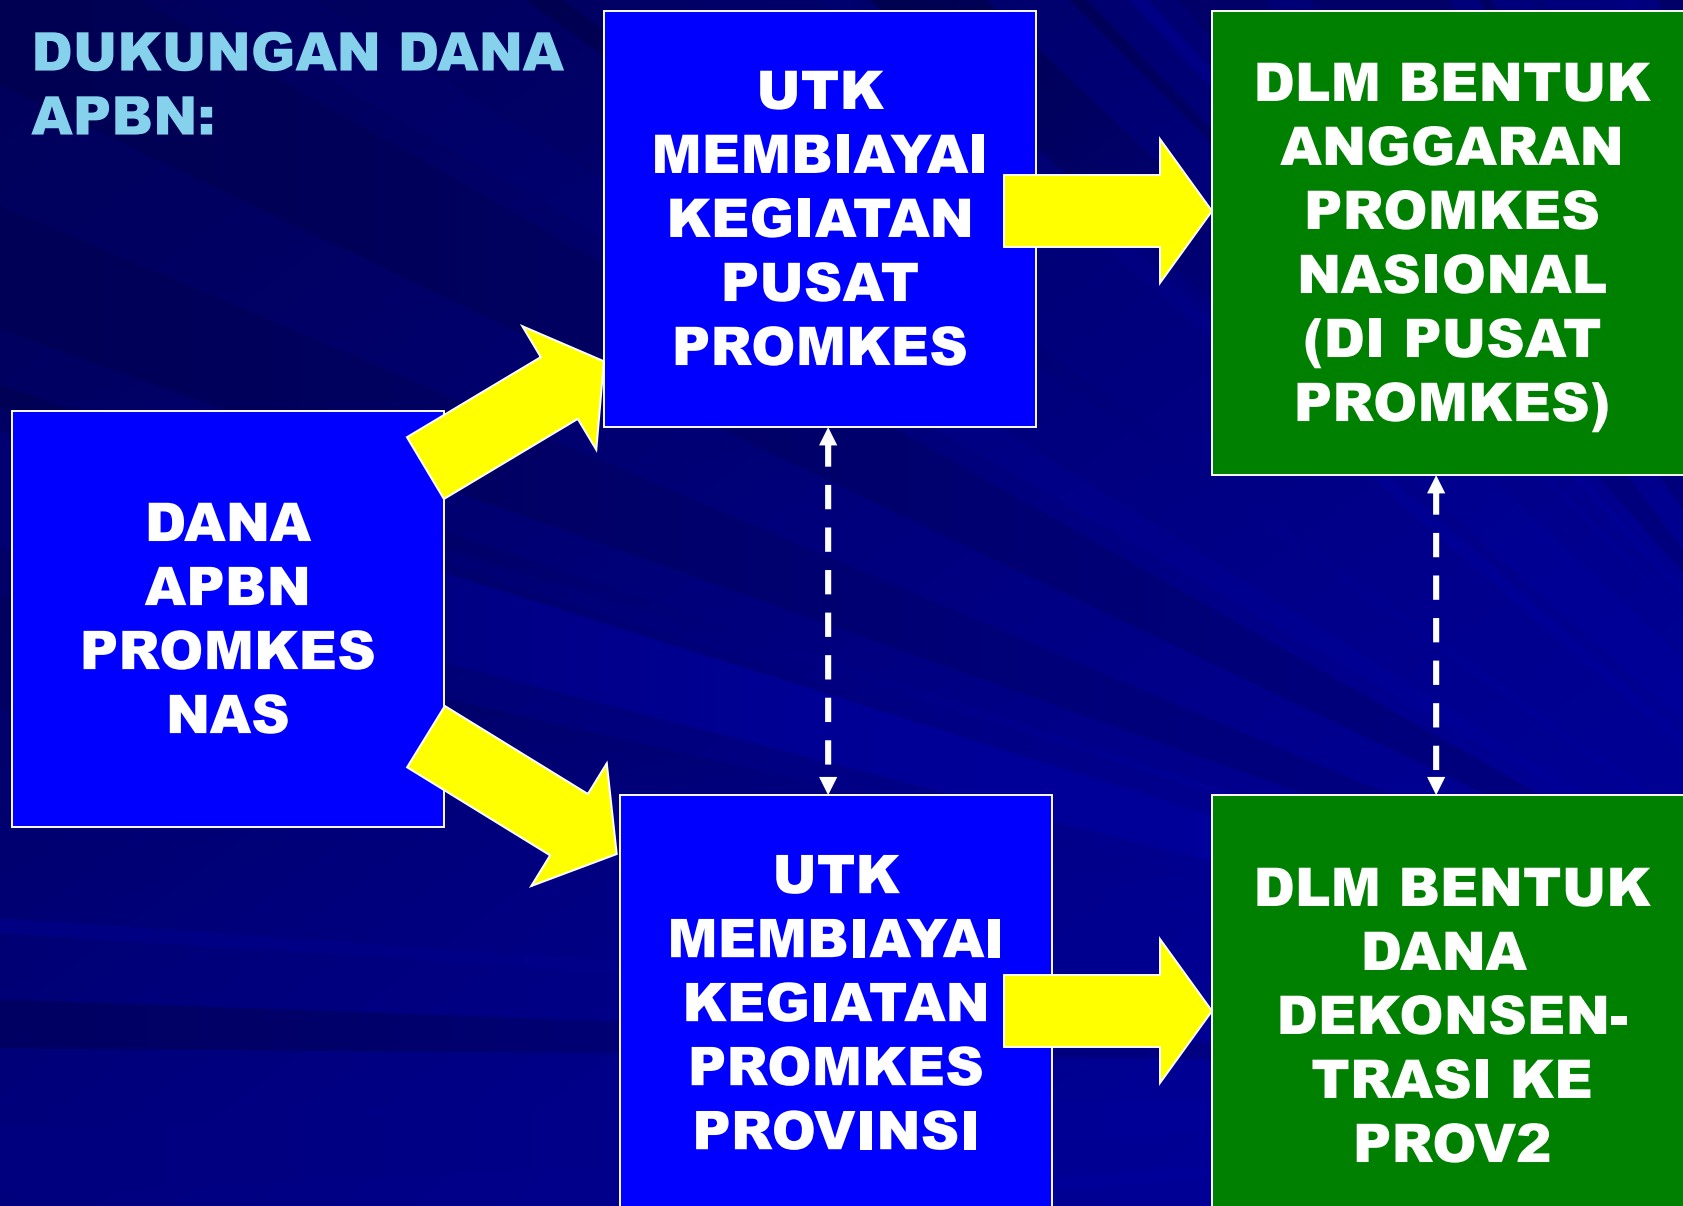 DUKUNGAN DANA
APBN:
UTK
MEMBIAYAI
KEGIATAN
PUSAT
PROMKES
DLM BENTUK
ANGGARAN
PROMKES
NASIONAL
(DI PUSAT
PROMKES)
DANA
APBN
PROMKES
NAS
UTK
MEMBIAYAI
KEGIATAN
PROMKES
PROVINSI
DLM BENTUK
DANA
DEKONSEN-
TRASI KE
PROV2